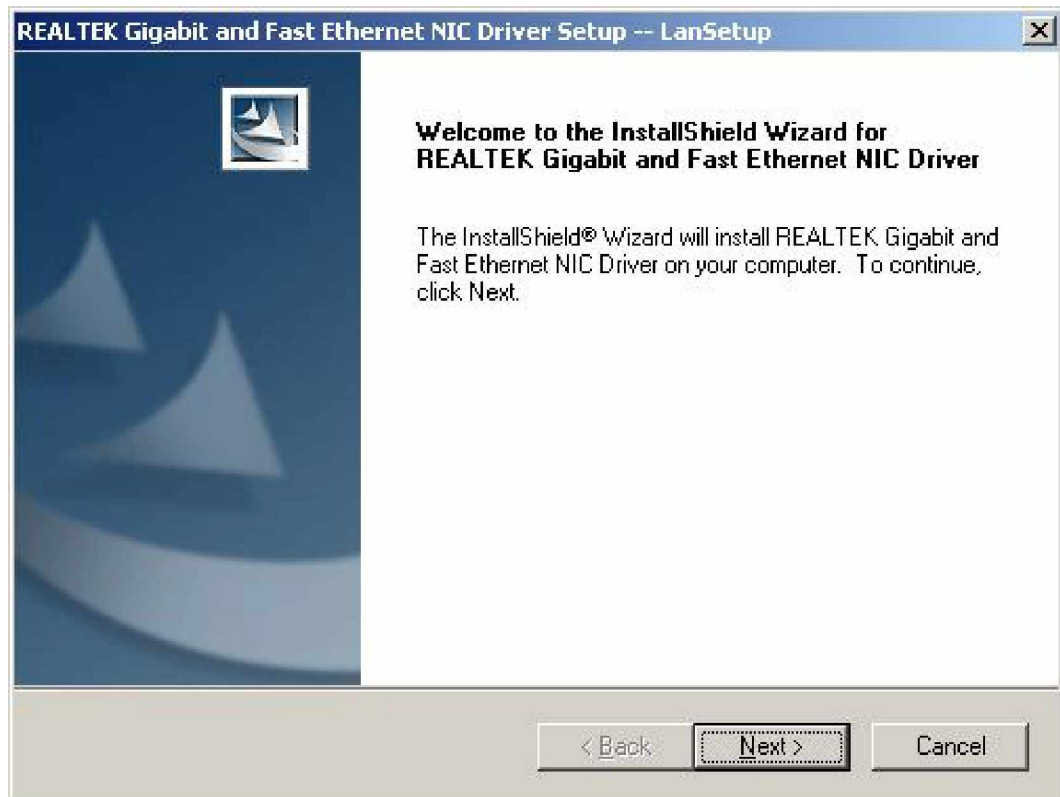 REALTEK Gigabit and Fast Ethernet NIC Driver Setup -- LanSetup
Welcome to the InstallShield Wizard for
REALTEK Gigabit and Fast Ethernet NIC Driver
The InstallShield® Wizard will install REALTEK Gigabit and
Fast Ethernet NIC Driver on your computer.  To continue,
click Next.
< Back
Next >
Cancel